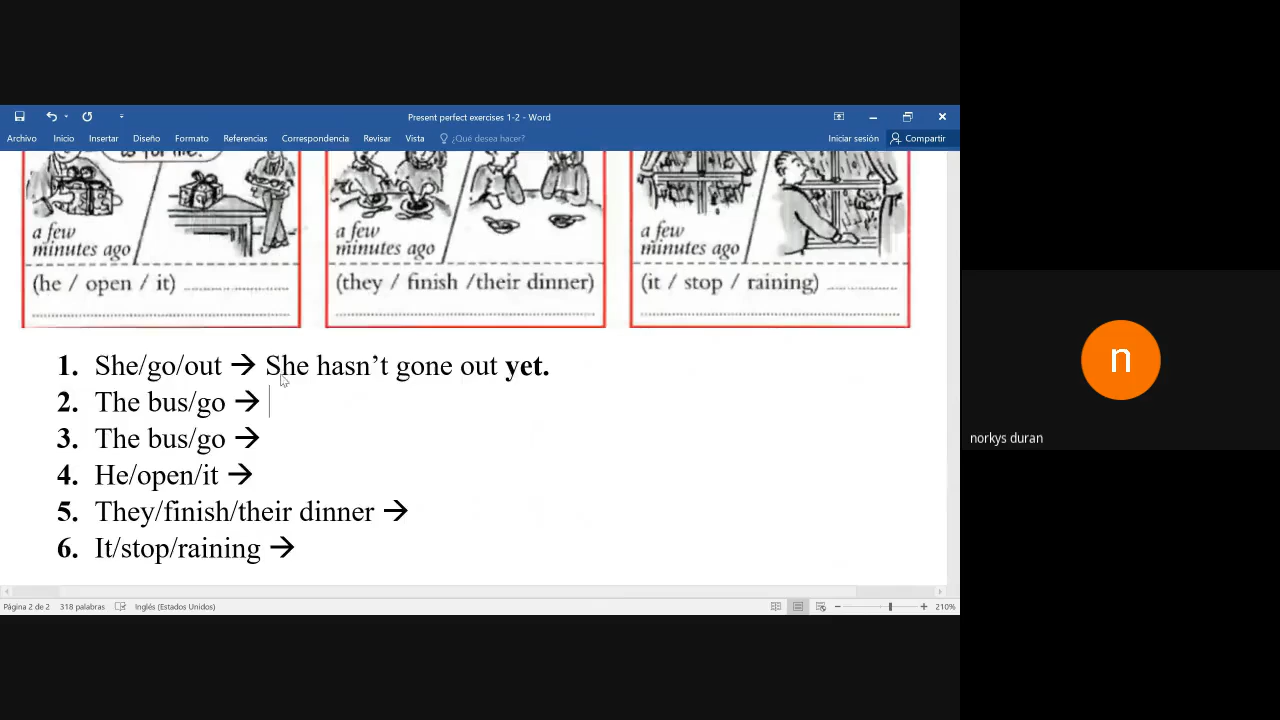 Present perfect exercises 1-2 - Word
Archivo Inicio Insertar Diseño Formato Referencias Correspondencia Revisar Vista ¿Qué desea hacer? Iniciar sesión Compartir
a few minutes ago
(he / open / it)
a few minutes ago
(they / finish /their dinner)
a few minutes ago
(it / stop / raining)
1. She/go/out → She hasn't gone out yet.
2. The bus/go →
3. The bus/go →
4. He/open/it →
5. They/finish/their dinner →
6. It/stop/raining →
Página 2 de 2 318 palabras Inglés (Estados Unidos) 210%
n
norkys duran